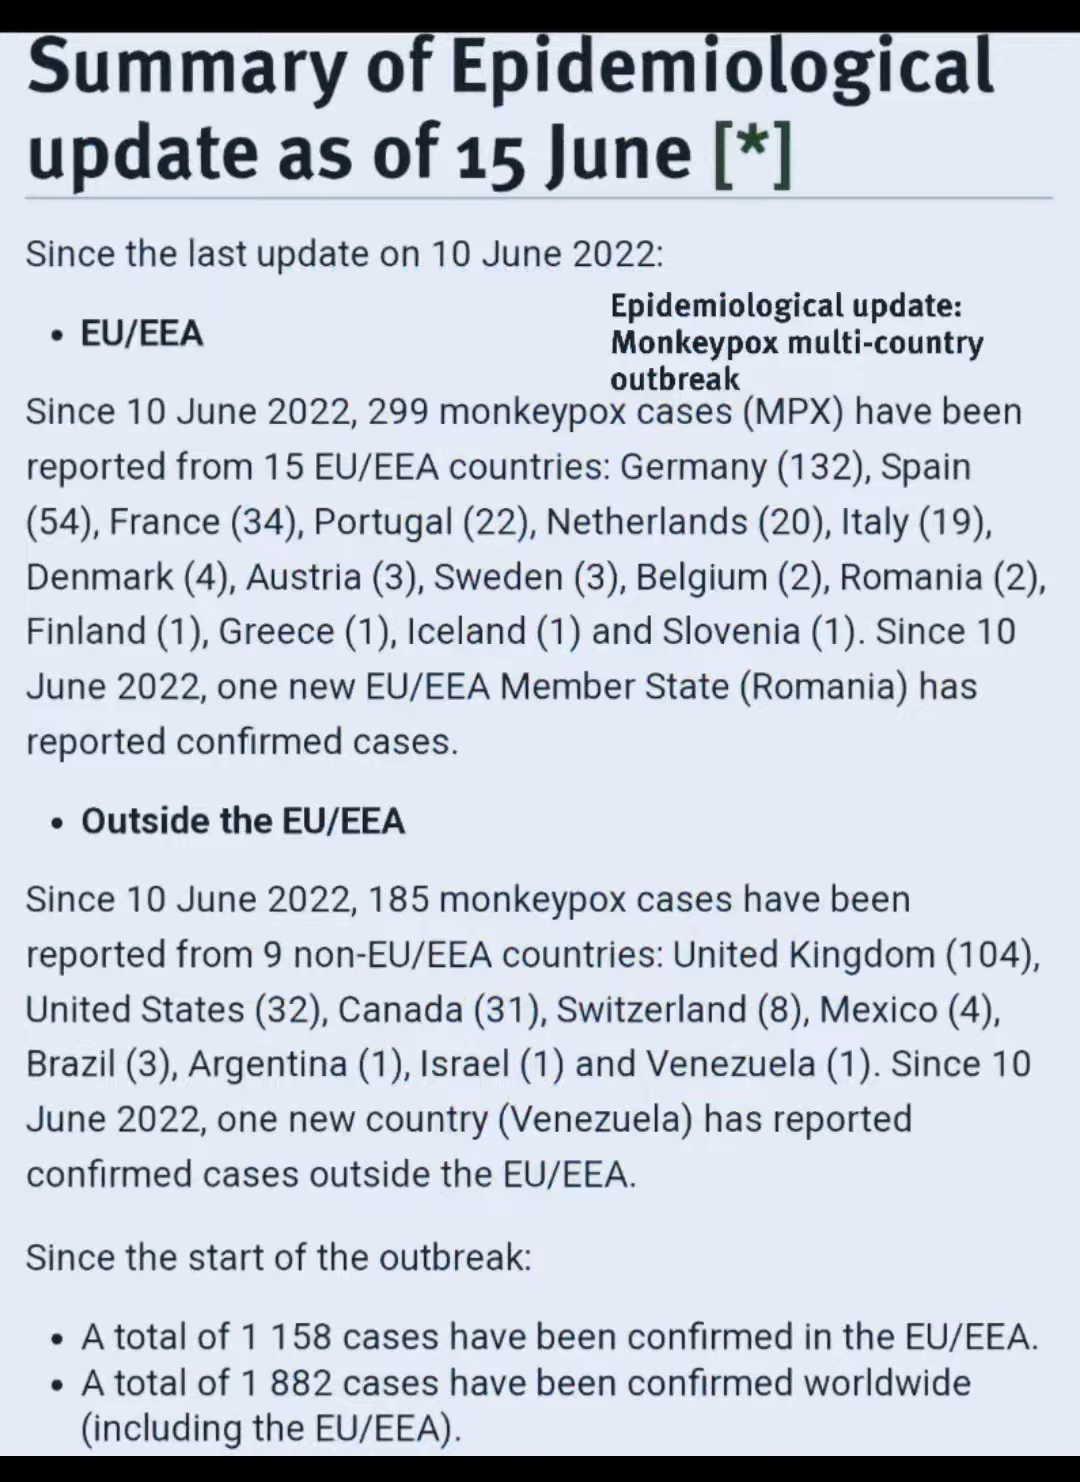 Summary of Epidemiological
update as of 15 June [*]
Since the last update on 10 June 2022:
• EU/EEA
Epidemiological update:
Monkeypox multi-country
outbreak
Since 10 June 2022, 299 monkeypox cases (MPX) have been
reported from 15 EU/EEA countries: Germany (132), Spain
(54), France (34), Portugal (22), Netherlands (20), Italy (19),
Denmark (4), Austria (3), Sweden (3), Belgium (2), Romania (2),
Finland (1), Greece (1), Iceland (1) and Slovenia (1). Since 10
June 2022, one new EU/EEA Member State (Romania) has
reported confirmed cases.
• Outside the EU/EEA
Since 10 June 2022, 185 monkeypox cases have been
reported from 9 non-EU/EEA countries: United Kingdom (104),
United States (32), Canada (31), Switzerland (8), Mexico (4),
Brazil (3), Argentina (1), Israel (1) and Venezuela (1). Since 10
June 2022, one new country (Venezuela) has reported
confirmed cases outside the EU/EEA.
Since the start of the outbreak:
• A total of 1 158 cases have been confirmed in the EU/EEA.
• A total of 1 882 cases have been confirmed worldwide
(including the EU/EEA).